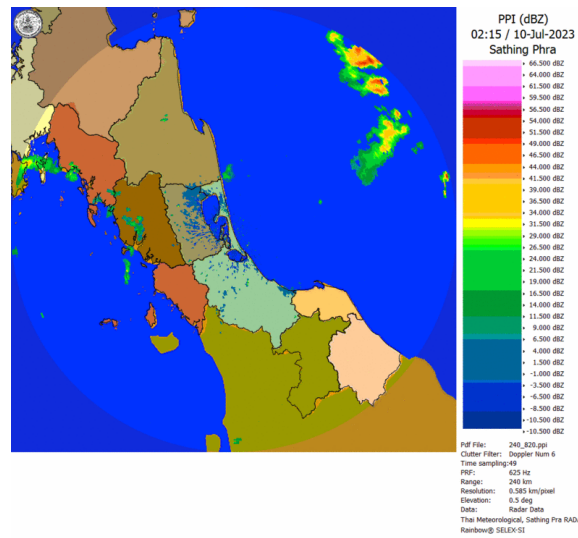 PPI (dBZ)
02:15 / 10-Jul-2023
Sathing Phra
66.500 dBZ
64.000 dBZ
61.500 dBZ
59.500 dBZ
56.500 dBZ
54.000 dBZ
51.500 dBZ
49.000 dBZ
46.500 dBZ
44.000 dBZ
41.500 dBZ
39.000 dBZ
36.500 dBZ
34.000 dBZ
31.500 dBZ
29.000 dBZ
26.500 dBZ
24.000 dBZ
21.500 dBZ
19.000 dBZ
16.500 dBZ
14.000 dBZ
11.500 dBZ
9.000 dBZ
6.500 dBZ
4.000 dBZ
1.500 dBZ
-1.000 dBZ
-3.500 dBZ
-6.000 dBZ
-8.500 dBZ
-10.500 dBZ
-10.500 dBZ
Pdf File: 240_820.ppi
Clutter Filter: Doppler Num 6
Time sampling:49
PRF: 625 Hz
Range: 240 km
Resolution: 0.585 km/pixel
Elevation: 0.5 deg
Data: Radar Data
Thai Meteorological, Sathing Pra RADA
Rainbow® SELEX-SI